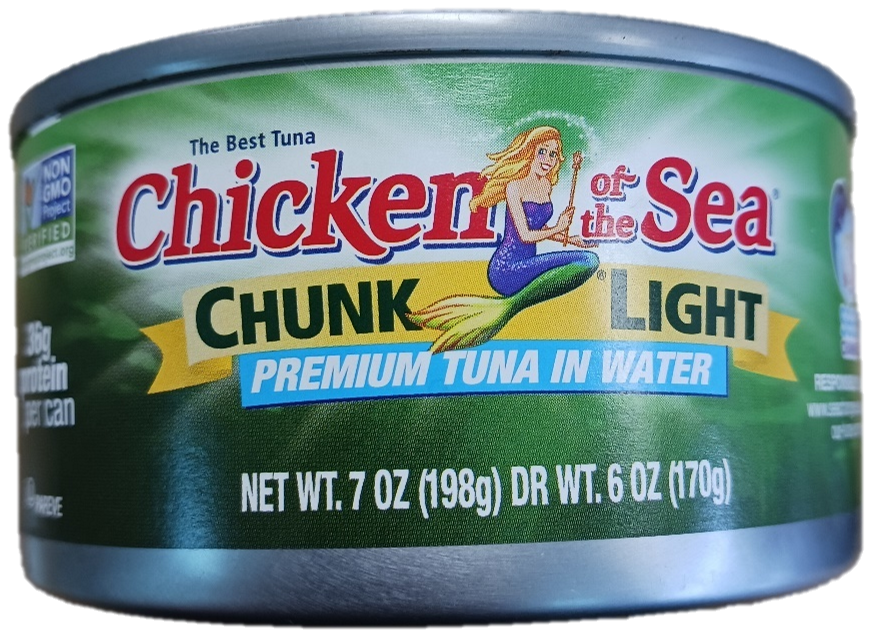 The Best Tuna
Chicken of the Sea®
CHUNK ® LIGHT
PREMIUM TUNA IN WATER
NET WT. 7 OZ (198g) DR WT. 6 OZ (170g)
NON
GMO
Project
VERIFIED
36g
protein
per can
PAREVE